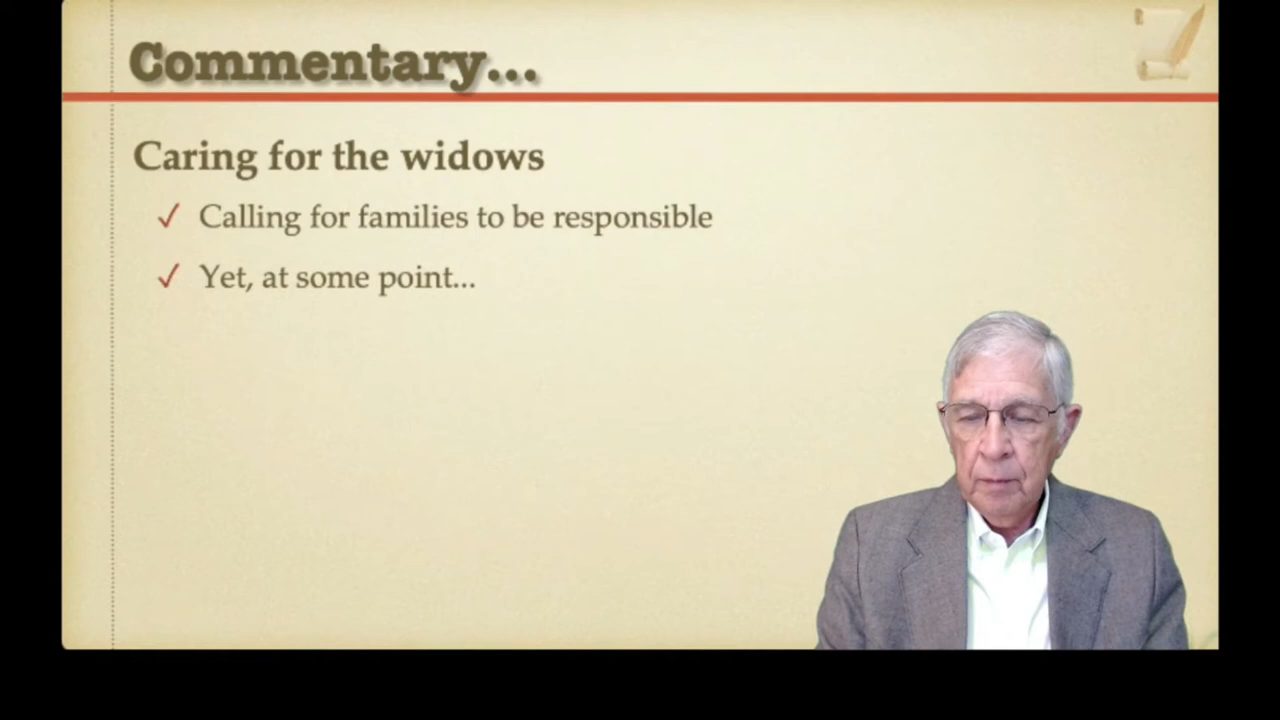 Commentary...
Caring for the widows
✓ Calling for families to be responsible
✓ Yet, at some point...